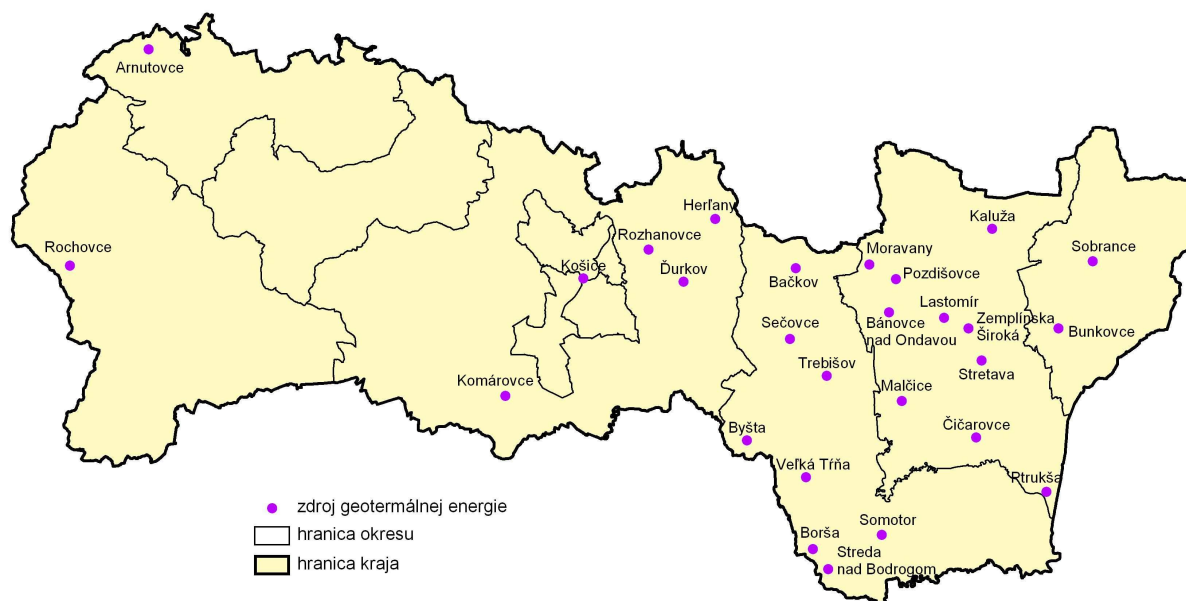 Arnutovce
Rochovce
Herľany
Rozhanovce
Košice
Ďurkov
Komárovce
Kaluža
Moravany
Sobrance
Pozdišovce
Bačkov
Lastomír
Sečovce
Bánovce
nad Ondavou
Zemplínska
Široká
Bunkovce
Trebišov
Stretava
Malčice
Byšta
Čičarovce
Veľká Tŕňa
Ptrukša
Somotor
Borša
Streda
nad Bodrogom
zdroj geotermálnej energie
hranica okresu
hranica kraja